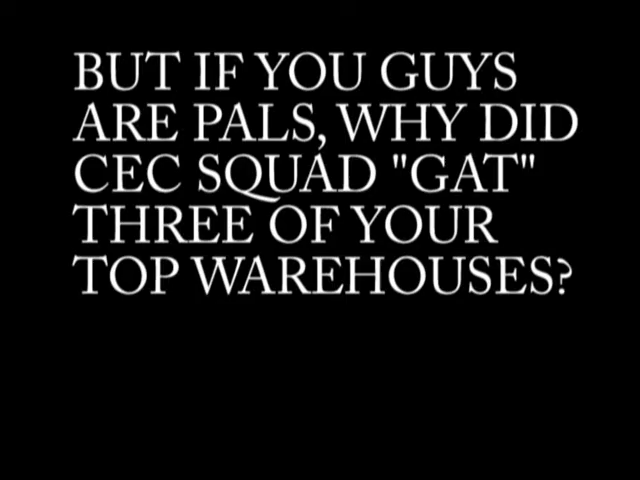 BUT IF YOU GUYS
ARE PALS, WHY DID
CEC SQUAD "GAT"
THREE OF YOUR
TOP WAREHOUSES?